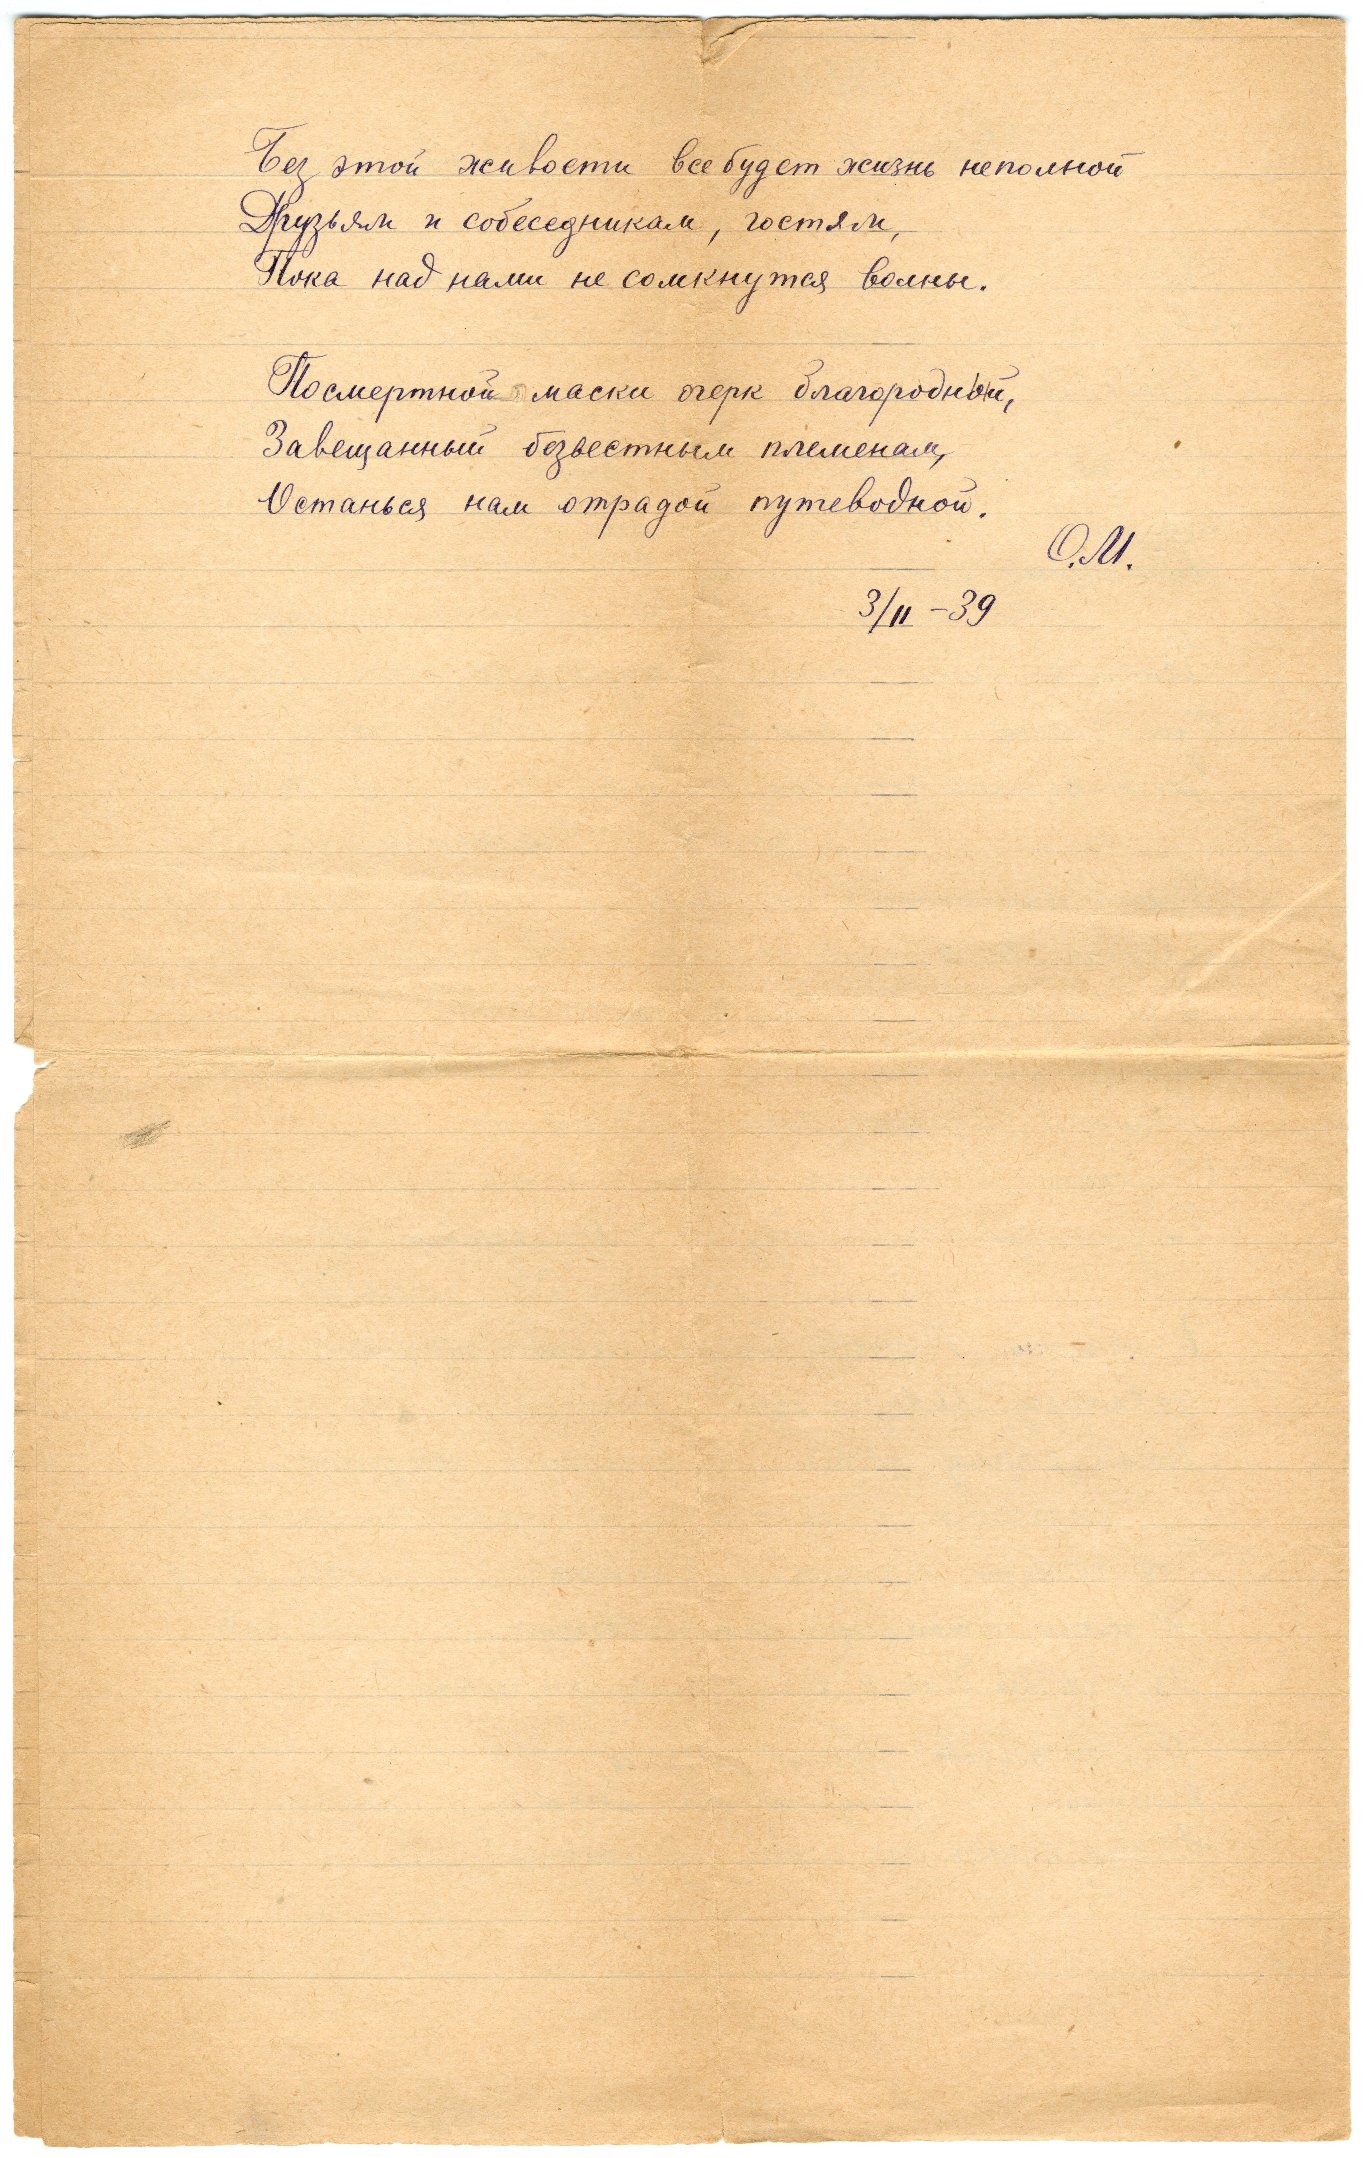 Без этой живости все будет жизнь неполной
Друзьям и собеседникам, гостям,
Пока над нами не сомкнутся волны.
Посмертной маски очерк благородный,
Завещанный безвестным племенам,
Останься нам отрадой путеводной.
О.М.
3/II – 39